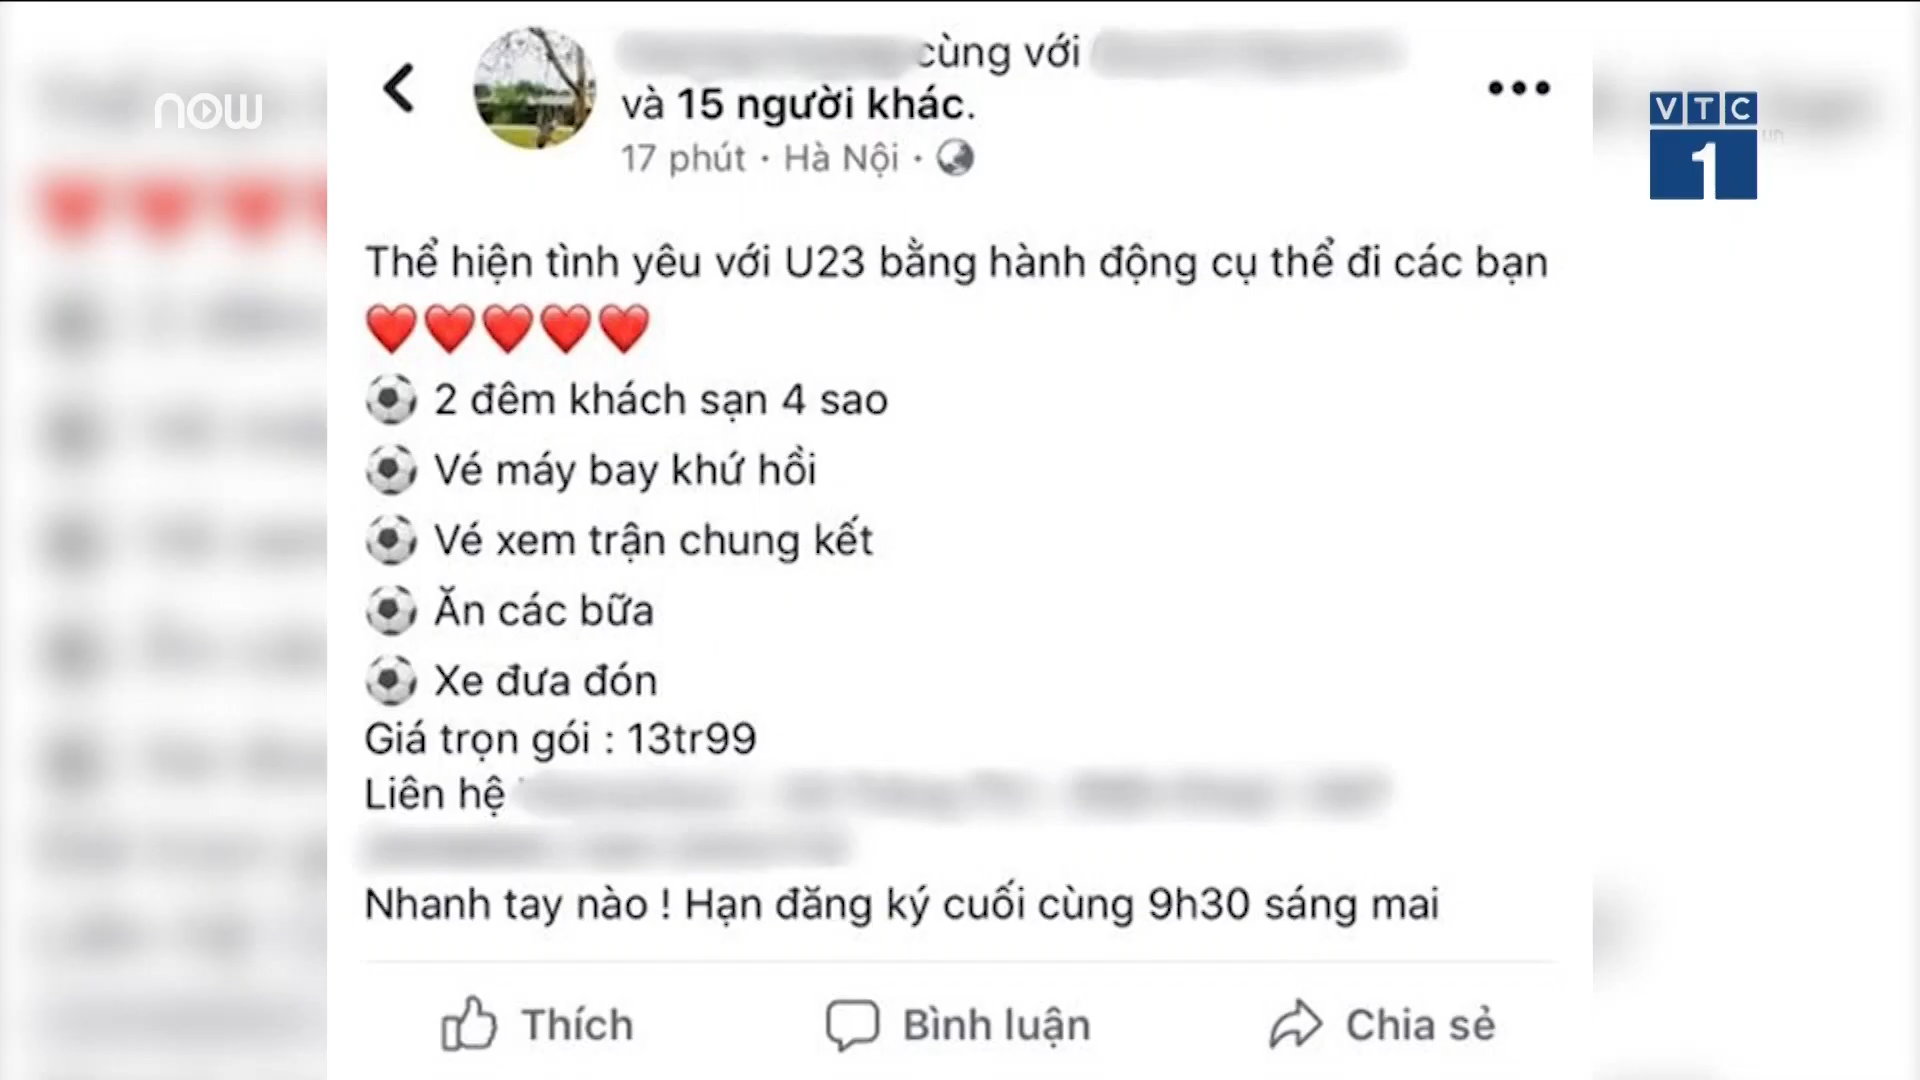 now
VTC
1
cùng với
và 15 người khác.
17 phút · Hà Nội ·
Thể hiện tình yêu với U23 bằng hành động cụ thể đi các bạn
❤️❤️❤️❤️❤️
⚽ 2 đêm khách sạn 4 sao
⚽ Vé máy bay khứ hồi
⚽ Vé xem trận chung kết
⚽ Ăn các bữa
⚽ Xe đưa đón
Giá trọn gói : 13tr99
Liên hệ
Nhanh tay nào ! Hạn đăng ký cuối cùng 9h30 sáng mai
Thích
Bình luận
Chia sẻ